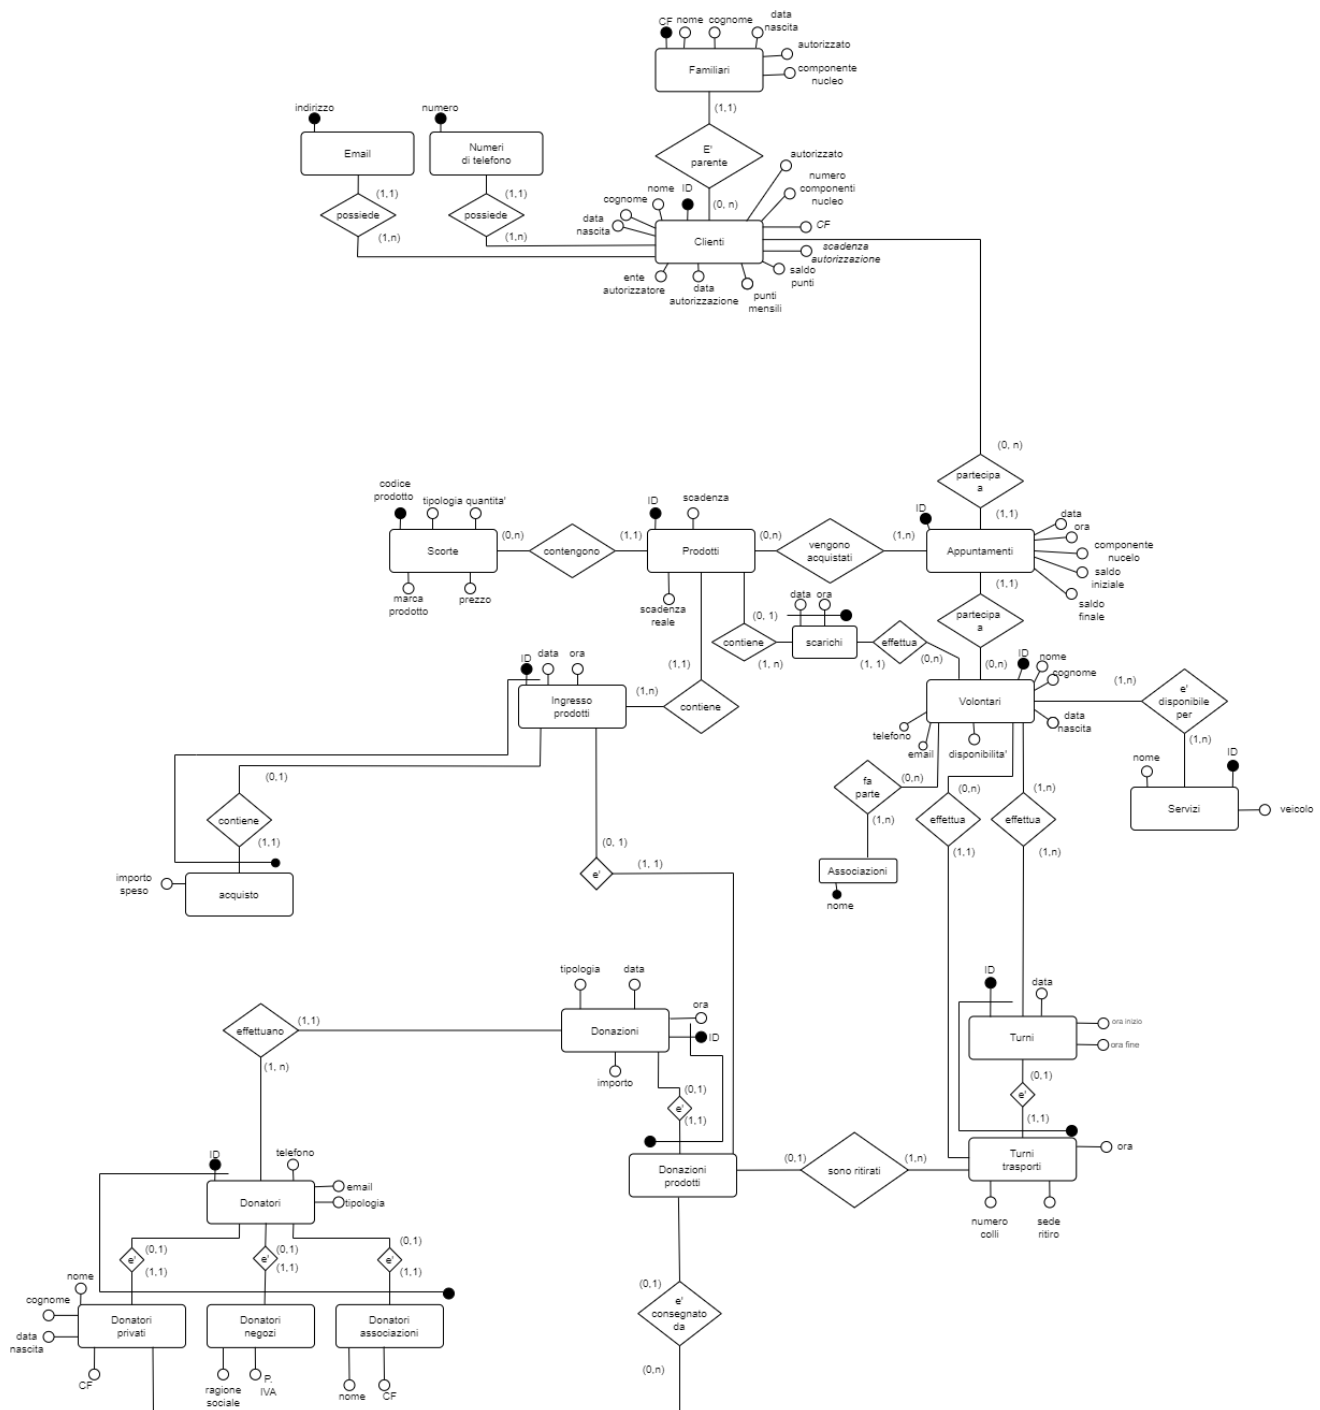 CF
nome
cognome
data
nascita
autorizzato
Familiari
componente
nucleo
(1,1)
indirizzo
numero
Email
Numeri
di telefono
E'
parente
autorizzato
(1,1)
(1,1)
numero
componenti
nucleo
nome
ID
cognome
(0, n)
possiede
possiede
data
nascita
CF
(1,n)
(1,n)
Clienti
scadenza
autorizzazione
saldo
punti
ente
autorizzatore
data
autorizzazione
punti
mensili
(0, n)
partecipa
a
codice
prodotto
tipologia
quantita'
ID
scadenza
ID
(1,1)
data
ora
(0,n)
(1,1)
(0,n)
(1,n)
Scorte
contengono
Prodotti
vengono
acquistati
Appuntamenti
componente
nucelo
saldo
iniziale
(1,1)
marca
prodotto
prezzo
scadenza
reale
data
ora
saldo
finale
(0, 1)
partecipa
a
contiene
scarichi
effettua
(1, n)
(1, 1)
(0,n)
(0,n)
ID
nome
cognome
ID
data
ora
(1,1)
(1,n)
e'
disponibile
per
Ingresso
prodotti
(1,n)
contiene
Volontari
telefono
email
disponibilita'
data
nascita
(1,n)
nome
ID
(0,1)
fa
parte
(0,n)
(0,n)
(1,n)
Servizi
veicolo
contiene
(1,n)
effettua
effettua
(1,1)
(0, 1)
(1,1)
(1,n)
(1, 1)
e'
importo
speso
acquisto
Associazioni
nome
tipologia
data
ID
data
ora
effettuano
(1,1)
Donazioni
ID
Turni
ora inizio
ora fine
(1, n)
importo
(0,1)
(0,1)
e'
e'
(1,1)
(1,1)
ID
telefono
Turni
trasporti
ora
Donazioni
prodotti
(0,1)
sono ritirati
(1,n)
email
Donatori
tipologia
numero
colli
sede
ritiro
(0,1)
(0,1)
(0,1)
e'
e'
e'
(1,1)
(1,1)
(1,1)
nome
(0,1)
cognome
Donatori
privati
Donatori
negozi
Donatori
associazioni
e'
consegnato
da
data
nascita
CF
ragione
sociale
P.
IVA
nome
CF
(0,n)